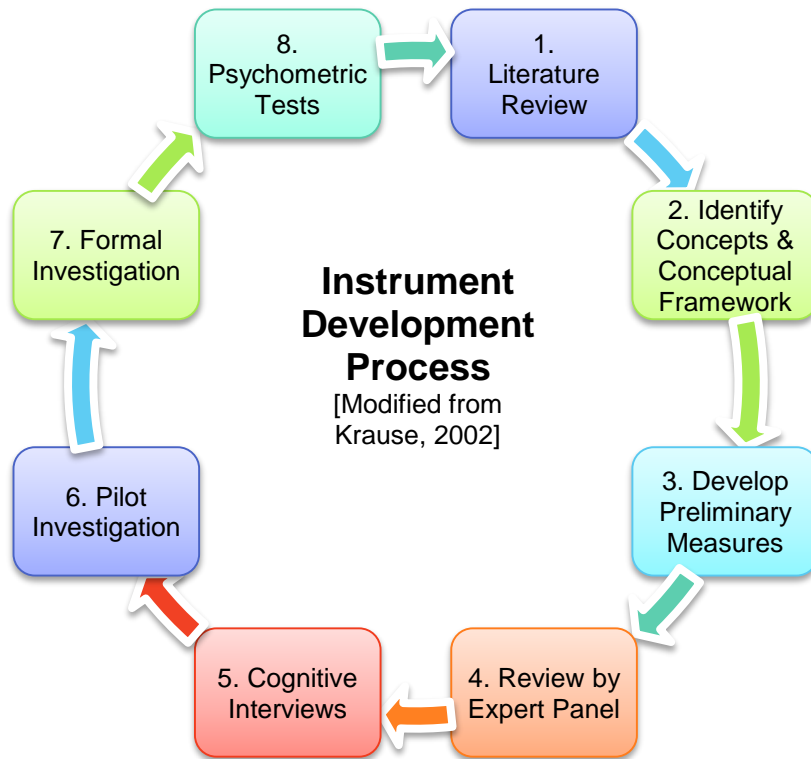 8.
Psychometric
Tests
1.
Literature
Review
2. Identify
Concepts &
Conceptual
Framework
3. Develop
Preliminary
Measures
4. Review by
Expert Panel
5. Cognitive
Interviews
6. Pilot
Investigation
7. Formal
Investigation
Instrument
Development
Process
[Modified from
Krause, 2002]